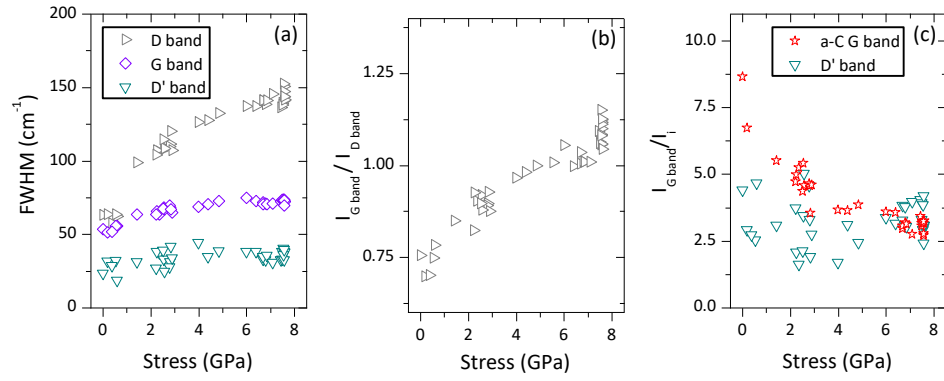 (a)
D band
G band
D' band
150
100
50
0
FWHM (cm⁻¹)
0 2 4 6 8
Stress (GPa)
(b)
1.25
1.00
0.75
I G band / I D band
0 2 4 6 8
Stress (GPa)
(c)
a-C G band
D' band
10.0
7.5
5.0
2.5
0.0
I G band/I i
0 2 4 6 8
Stress (GPa)